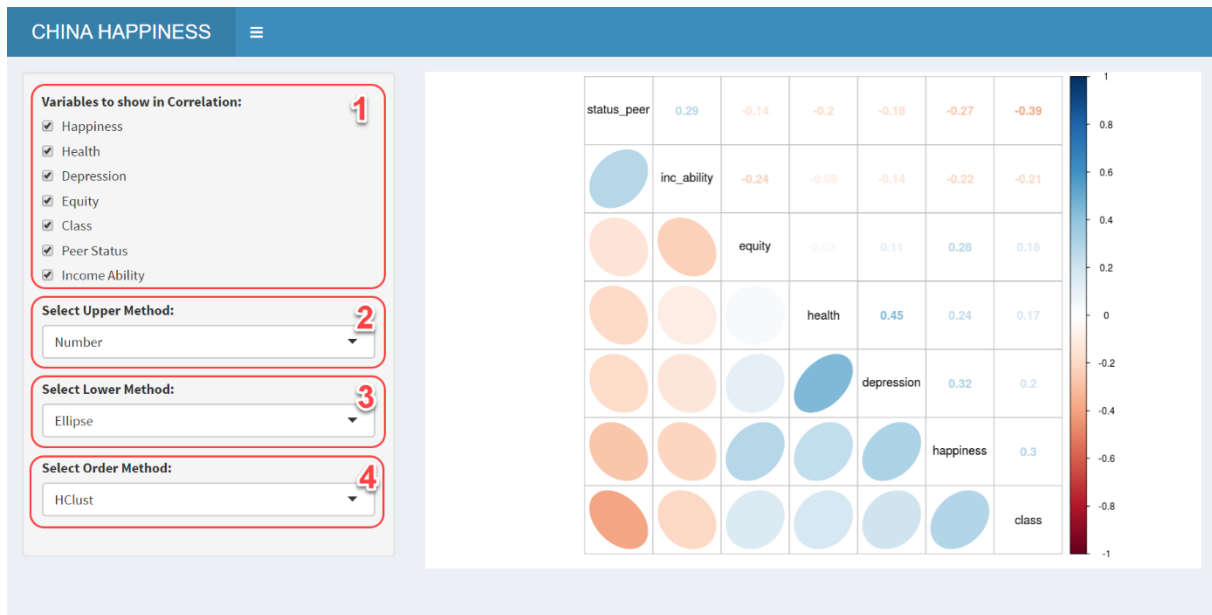 CHINA HAPPINESS
Variables to show in Correlation:
1
Happiness
Health
Depression
Equity
Class
Peer Status
Income Ability
Select Upper Method:
2
Number
Select Lower Method:
3
Ellipse
Select Order Method:
4
HClust
status_peer 0.29 -0.14 -0.2 -0.18 -0.27 -0.39
inc_ability -0.24 -0.09 -0.14 -0.22 -0.21
equity 0.11 0.28 0.16
health 0.45 0.24 0.17
depression 0.32 0.2
happiness 0.3
class
1
0.8
0.6
0.4
0.2
0
-0.2
-0.4
-0.6
-0.8
-1